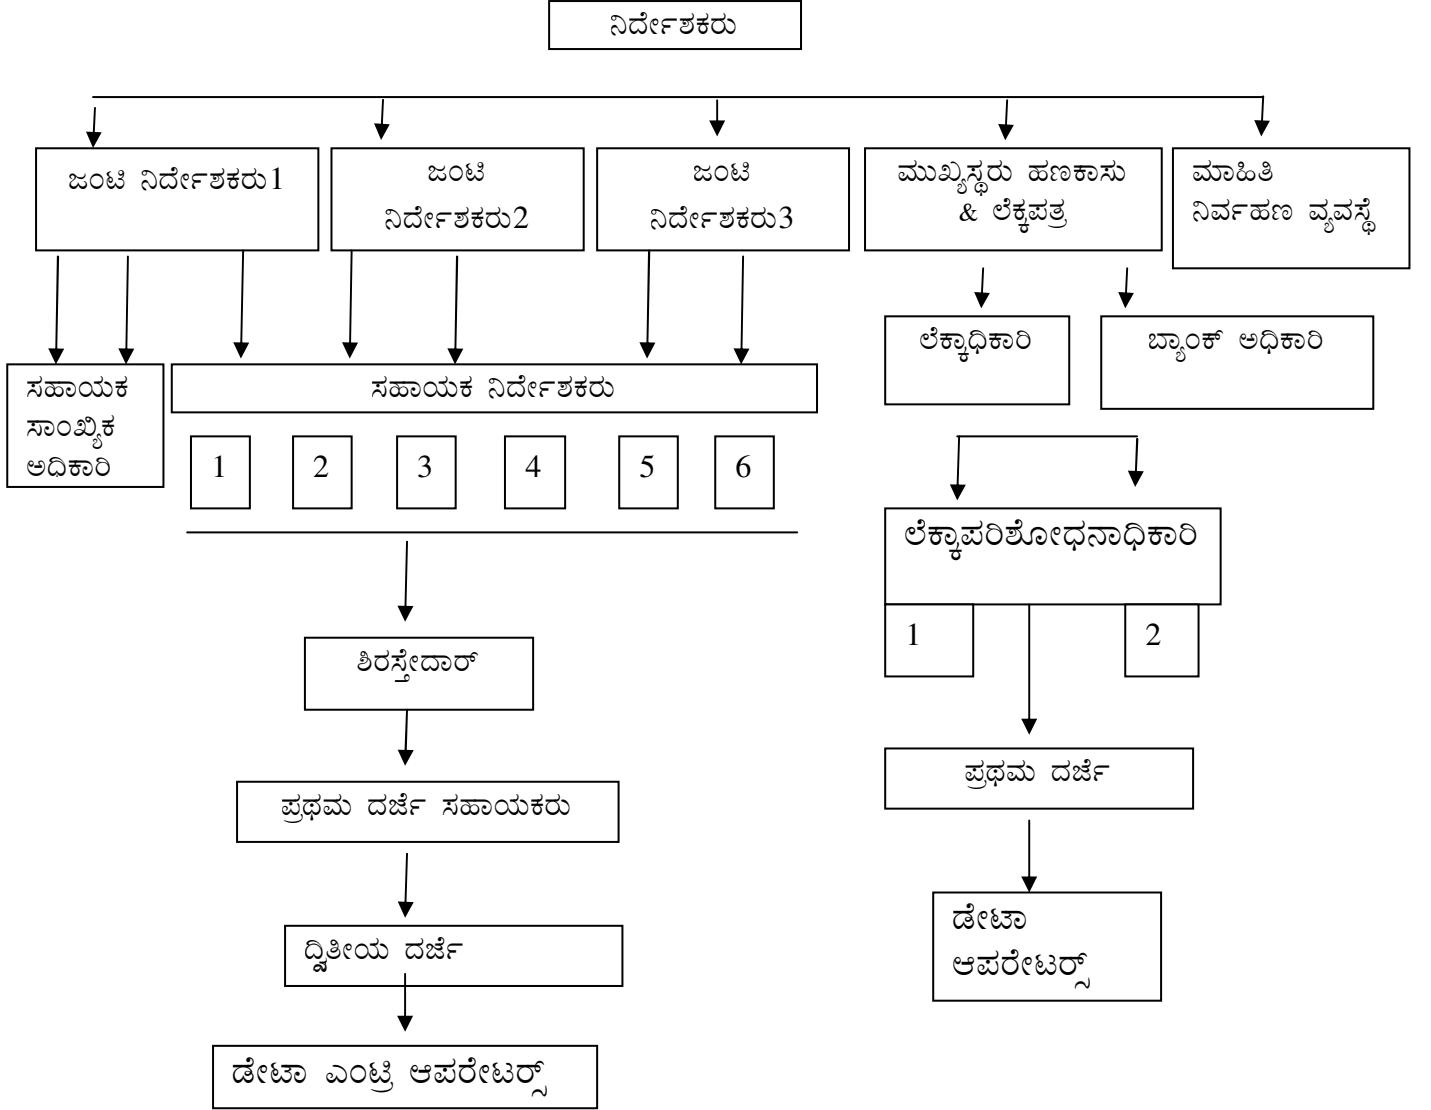 ನಿರ್ದೇಶಕರು
ಜಂಟಿ ನಿರ್ದೇಶಕರು1
ಜಂಟಿ
ನಿರ್ದೇಶಕರು2
ಜಂಟಿ
ನಿರ್ದೇಶಕರು3
ಮುಖ್ಯಸ್ಥರು ಹಣಕಾಸು
& ಲೆಕ್ಕಪತ್ರ
ಮಾಹಿತಿ
ನಿರ್ವಹಣ ವ್ಯವಸ್ಥೆ
ಲೆಕ್ಕಾಧಿಕಾರಿ
ಬ್ಯಾಂಕ್ ಅಧಿಕಾರಿ
ಸಹಾಯಕ
ಸಾಂಖ್ಯಿಕ
ಅಧಿಕಾರಿ
ಸಹಾಯಕ ನಿರ್ದೇಶಕರು
1 2 3 4 5 6
ಲೆಕ್ಕಾಪರಿಶೋಧನಾಧಿಕಾರಿ
1 2
ಶಿರಸ್ತೇದಾರ್
ಪ್ರಥಮ ದರ್ಜೆ ಸಹಾಯಕರು
ದ್ವಿತೀಯ ದರ್ಜೆ
ಡೇಟಾ ಎಂಟ್ರಿ ಆಪರೇಟರ್ಸ್
ಪ್ರಥಮ ದರ್ಜೆ
ಡೇಟಾ
ಆಪರೇಟರ್ಸ್